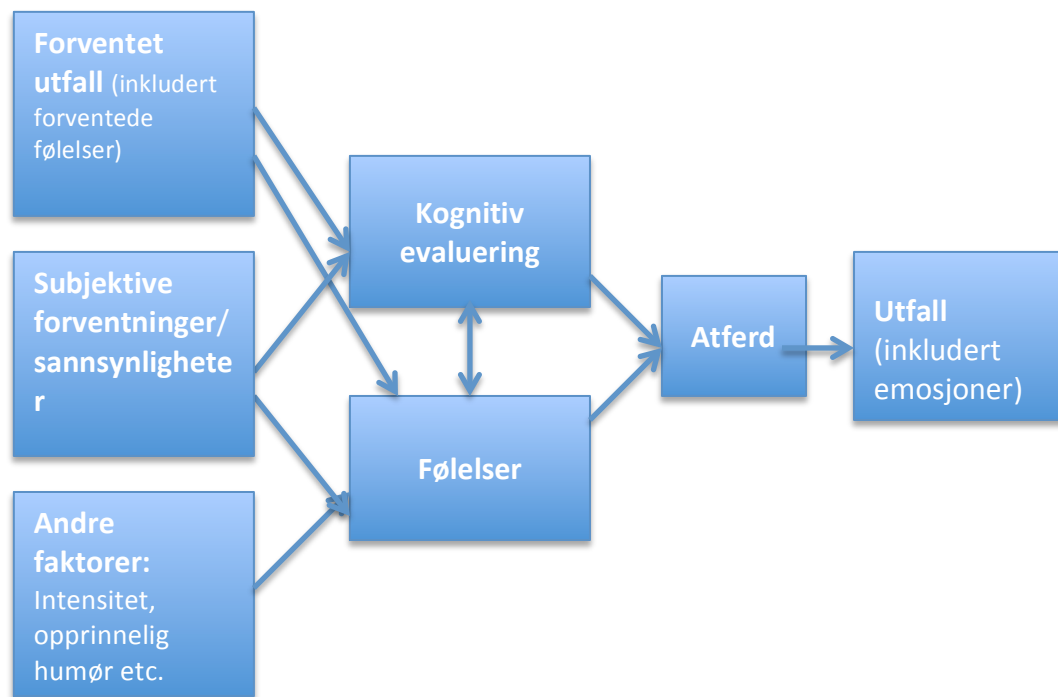 Forventet
utfall (inkludert
forventede
følelser)
Subjektive
forventninger/
sannsynlighete
r
Andre
faktorer:
Intensitet,
opprinnelig
humør etc.
Kognitiv
evaluering
Følelser
Atferd
Utfall
(inkludert
emosjoner)